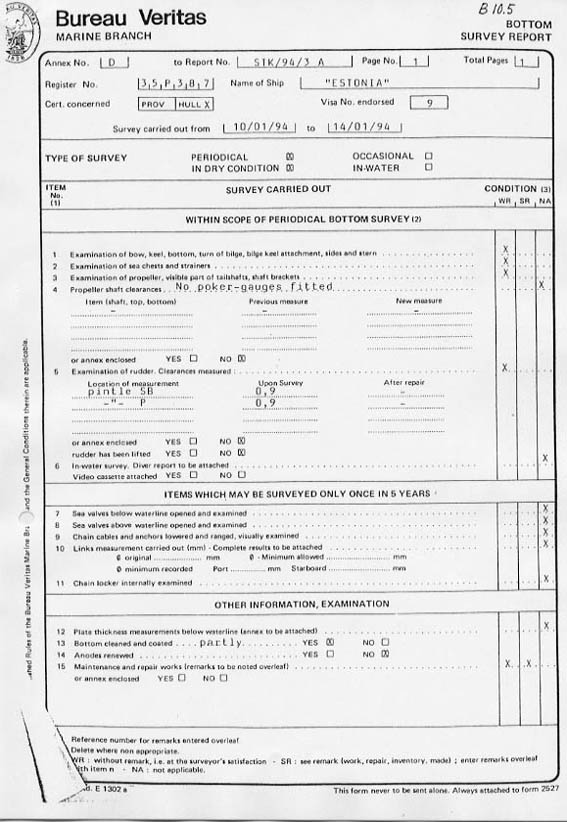 B 10.5
Bureau Veritas
MARINE BRANCH
BOTTOM
SURVEY REPORT
Annex No. D to Report No. STK/94/3 A Page No. 1 Total Pages 1
Register No. 35P387 Name of Ship "ESTONIA"
Cert. concerned PROV HULL X Visa No. endorsed 9
Survey carried out from 10/01/94 to 14/01/94
TYPE OF SURVEY PERIODICAL ☒ OCCASIONAL ☐
IN DRY CONDITION ☒ IN-WATER ☐
ITEM No. (1) SURVEY CARRIED OUT CONDITION (3)
WR SR NA
WITHIN SCOPE OF PERIODICAL BOTTOM SURVEY (2)
1 Examination of bow, keel, bottom, turn of bilge, bilge keel attachment, sides and stern X
2 Examination of sea chests and strainers X
3 Examination of propeller, visible part of tailshafts, shaft brackets X
4 Propeller shaft clearances No poker-gauges fitted X
Item (shaft, top, bottom) Previous measure New measure
– – –
or annex enclosed YES ☐ NO ☒
5 Examination of rudder. Clearances measured : X
Location of measurement Upon Survey After repair
pintle SB 0,9 –
–"– P 0,9 –
or annex enclosed YES ☐ NO ☒
rudder has been lifted YES ☐ NO ☒
6 In-water survey. Diver report to be attached X
Video cassette attached YES ☐ NO ☐
ITEMS WHICH MAY BE SURVEYED ONLY ONCE IN 5 YEARS
7 Sea valves below waterline opened and examined X
8 Sea valves above waterline opened and examined X
9 Chain cables and anchors lowered and ranged, visually examined X
10 Links measurement carried out (mm) - Complete results to be attached X
Ø original mm Ø - Minimum allowed mm
Ø minimum recorded Port mm Starboard mm
11 Chain locker internally examined X
OTHER INFORMATION, EXAMINATION
12 Plate thickness measurements below waterline (annex to be attached) X
13 Bottom cleaned and coated partly YES ☒ NO ☐
14 Anodes renewed YES ☐ NO ☒
15 Maintenance and repair works (remarks to be noted overleaf) X X
or annex enclosed YES ☐ NO ☐
Reference number for remarks entered overleaf
Delete where non appropriate.
WR : without remark, i.e. at the surveyor's satisfaction - SR : see remark (work, repair, inventory, made) ; enter remarks overleaf
with item n - NA : not applicable.
E 1302 a This form never to be sent alone. Always attached to form 2527
Rules of the Bureau Veritas Marine and the General Conditions therein are applicable.